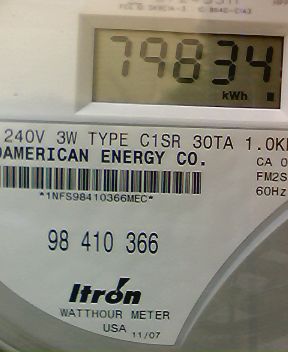 79834
kWh
240V 3W TYPE C1SR 30TA 1.0K
AMERICAN ENERGY CO.
CA 0
FM2S
60Hz
*1NFS98410366MEC*
98 410 366
Itrón
WATTHOUR METER
USA 11/07